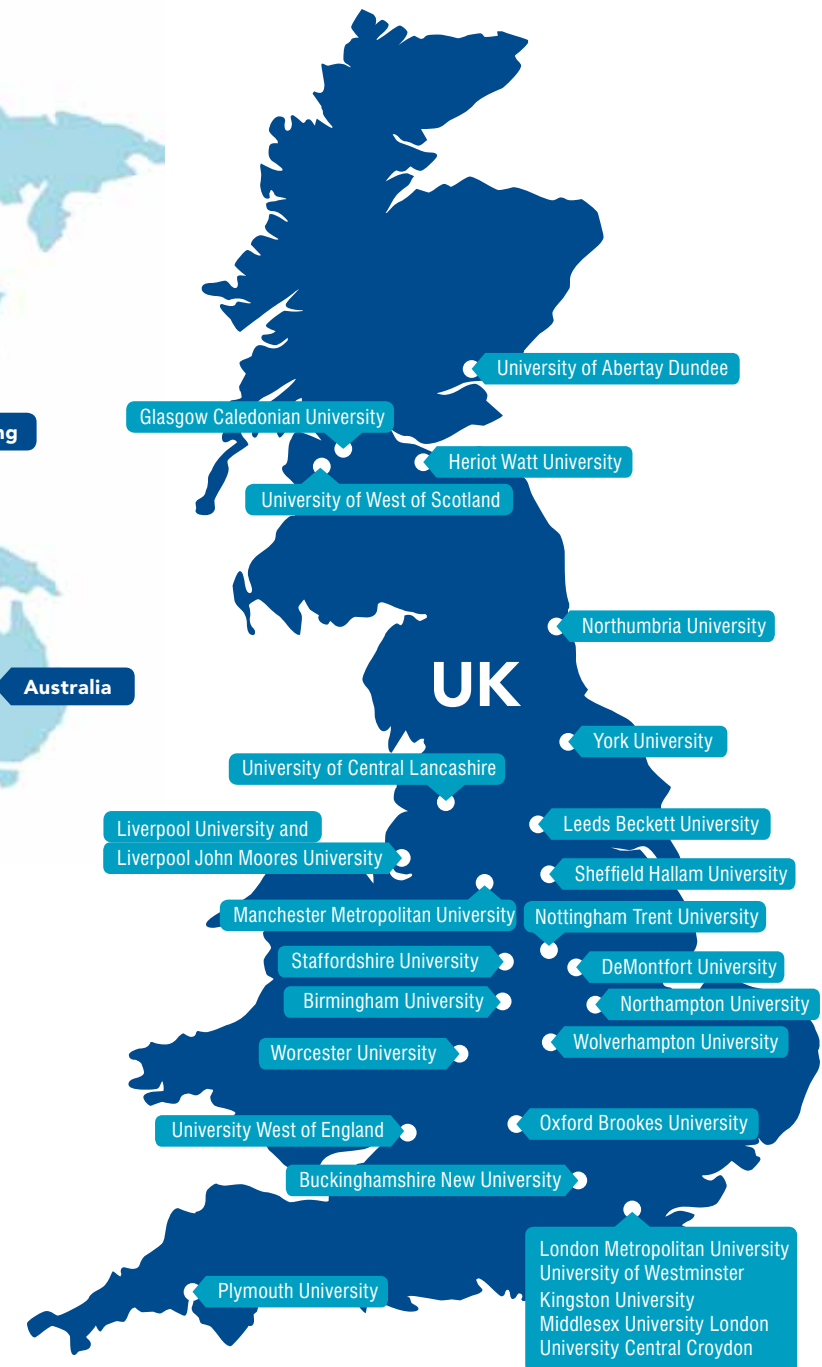 University of Abertay Dundee
Glasgow Caledonian University
Heriot Watt University
University of West of Scotland
Northumbria University
UK
Australia
York University
University of Central Lancashire
Leeds Beckett University
Liverpool University and
Liverpool John Moores University
Sheffield Hallam University
Manchester Metropolitan University
Nottingham Trent University
Staffordshire University
DeMontfort University
Birmingham University
Northampton University
Wolverhampton University
Worcester University
University West of England
Oxford Brookes University
Buckinghamshire New University
London Metropolitan University
University of Westminster
Kingston University
Middlesex University London
University Central Croydon
Plymouth University